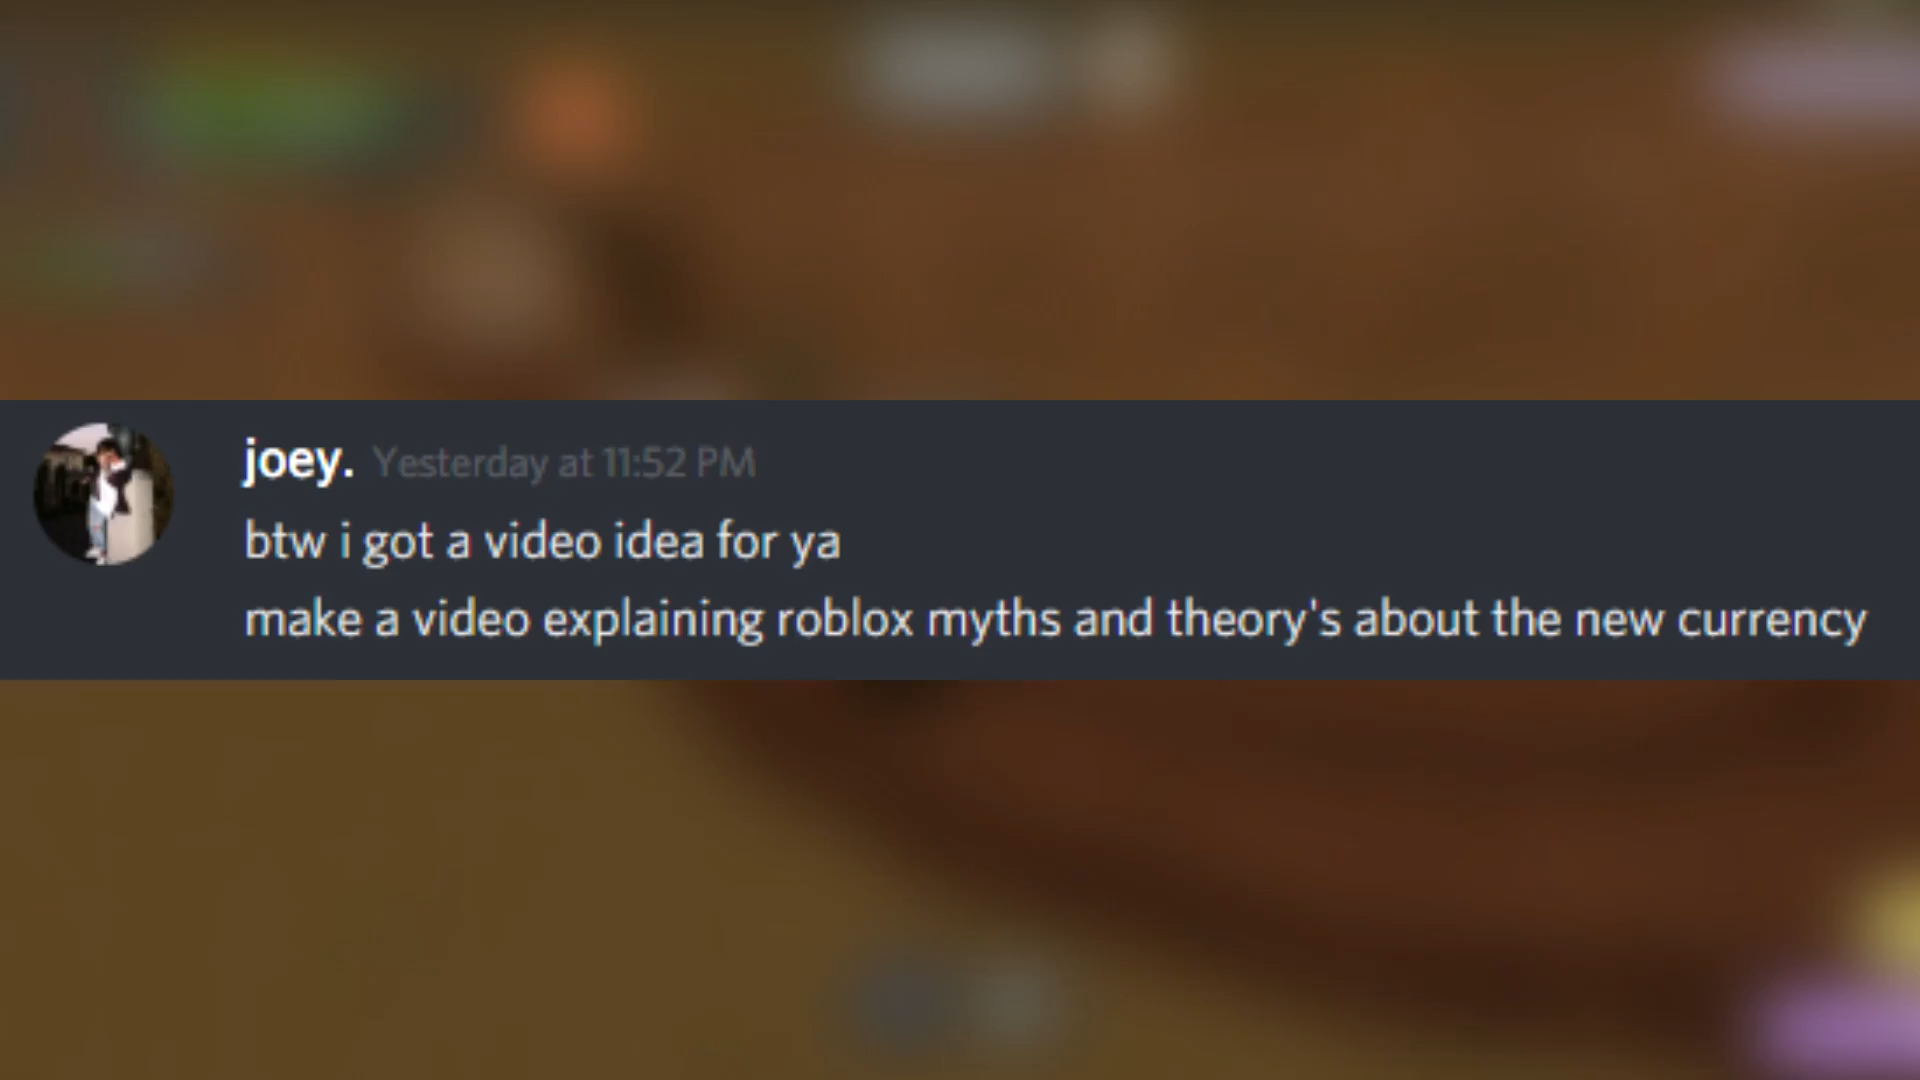 joey. Yesterday at 11:52 PM
btw i got a video idea for ya
make a video explaining roblox myths and theory's about the new currency